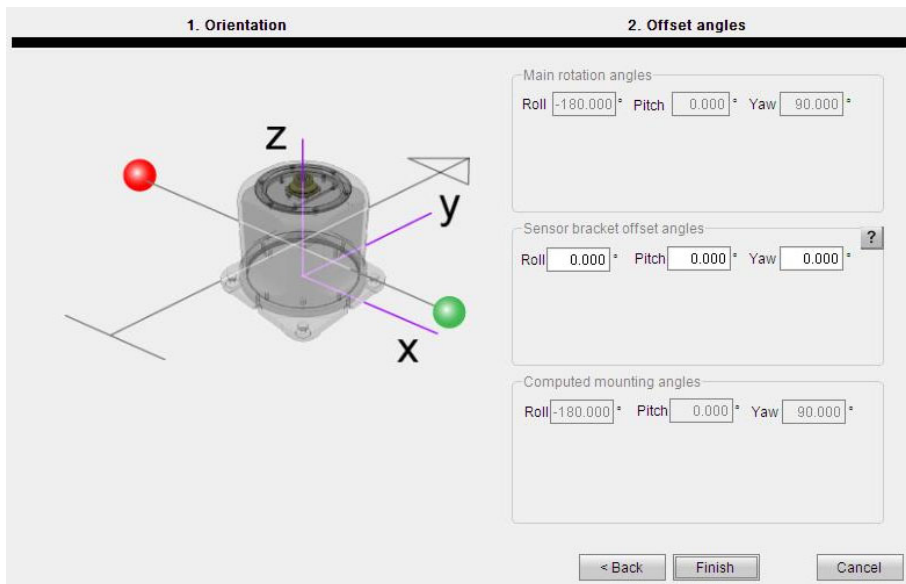 1. Orientation
2. Offset angles
z
y
x
Main rotation angles
Roll -180.000 ° Pitch 0.000 ° Yaw 90.000 °
Sensor bracket offset angles
?
Roll 0.000 ° Pitch 0.000 ° Yaw 0.000 °
Computed mounting angles
Roll -180.000 ° Pitch 0.000 ° Yaw 90.000 °
< Back
Finish
Cancel